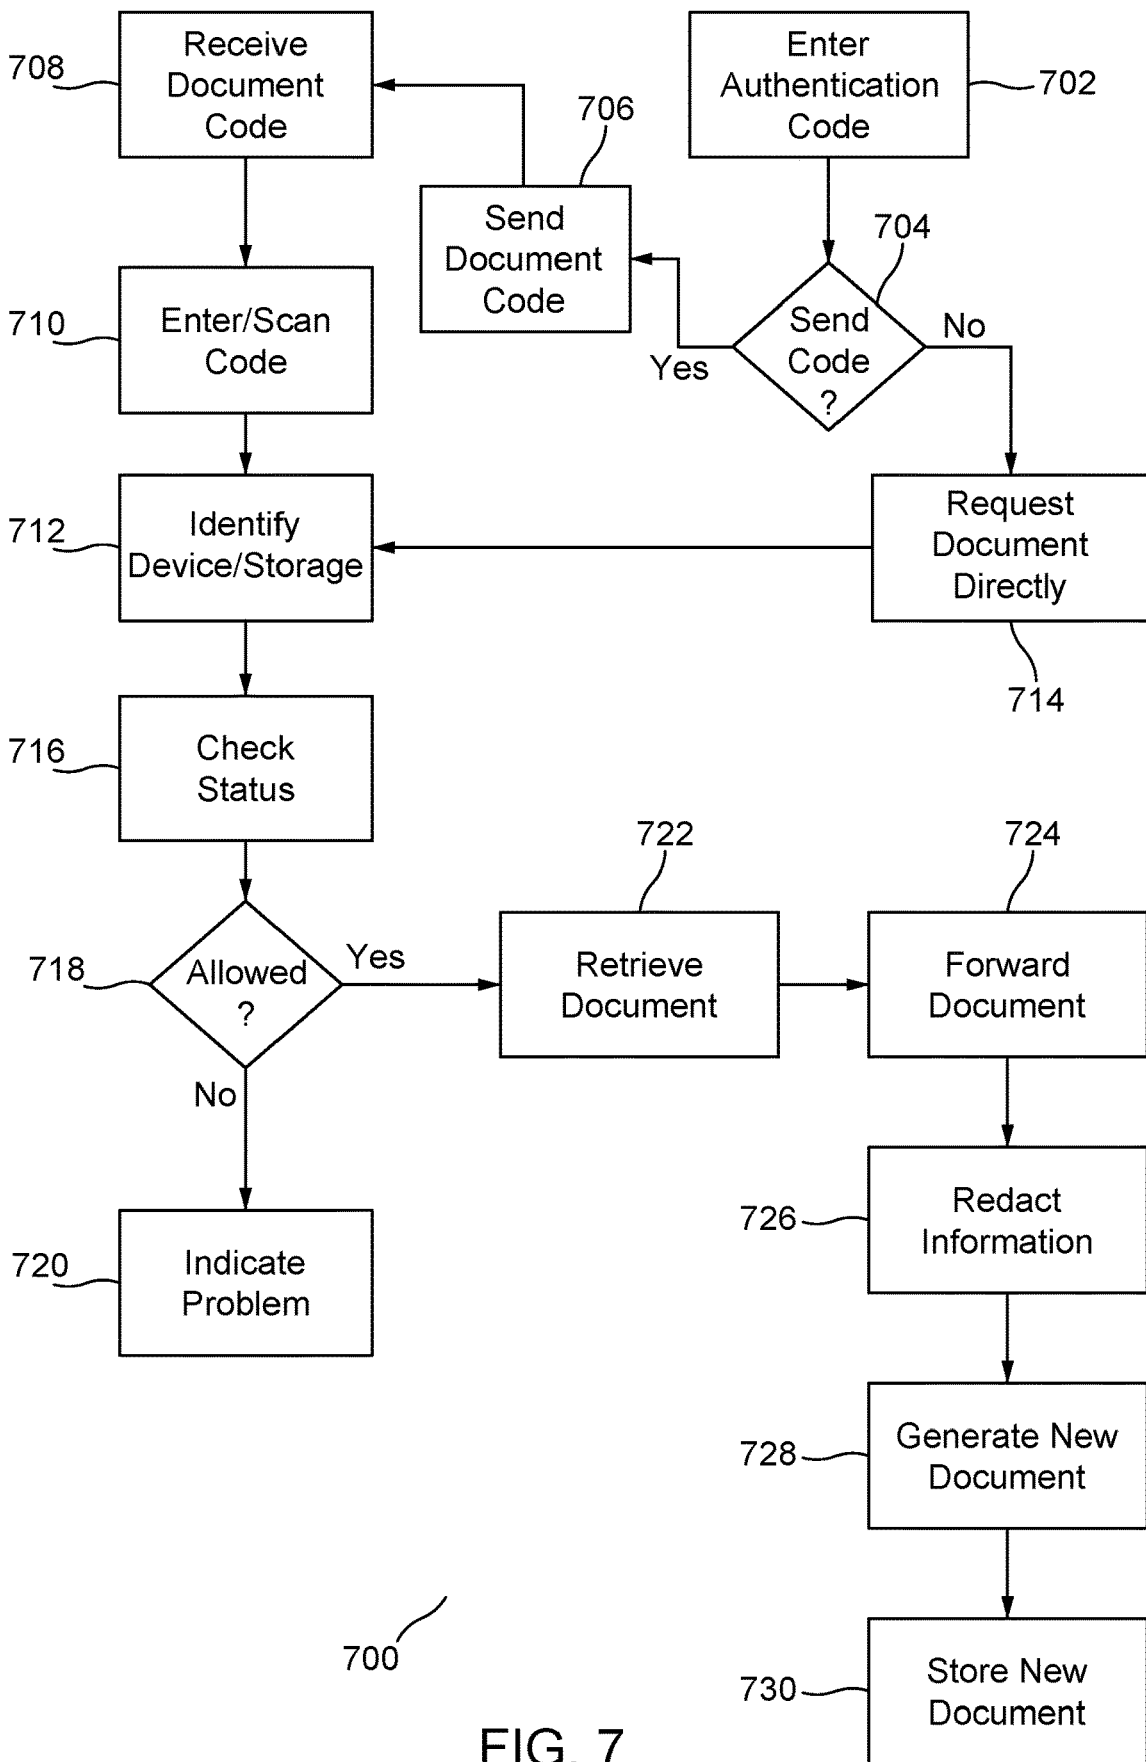 Receive
Document
Code
708
Enter
Authentication
Code
702
706
Send
Document
Code
704
Send
Code
?
Yes
No
Enter/Scan
Code
710
Identify
Device/Storage
712
Request
Document
Directly
714
Check
Status
716
Allowed
?
718
Yes
No
722
Retrieve
Document
724
Forward
Document
Indicate
Problem
720
Redact
Information
726
Generate New
Document
728
Store New
Document
730
700
FIG. 7